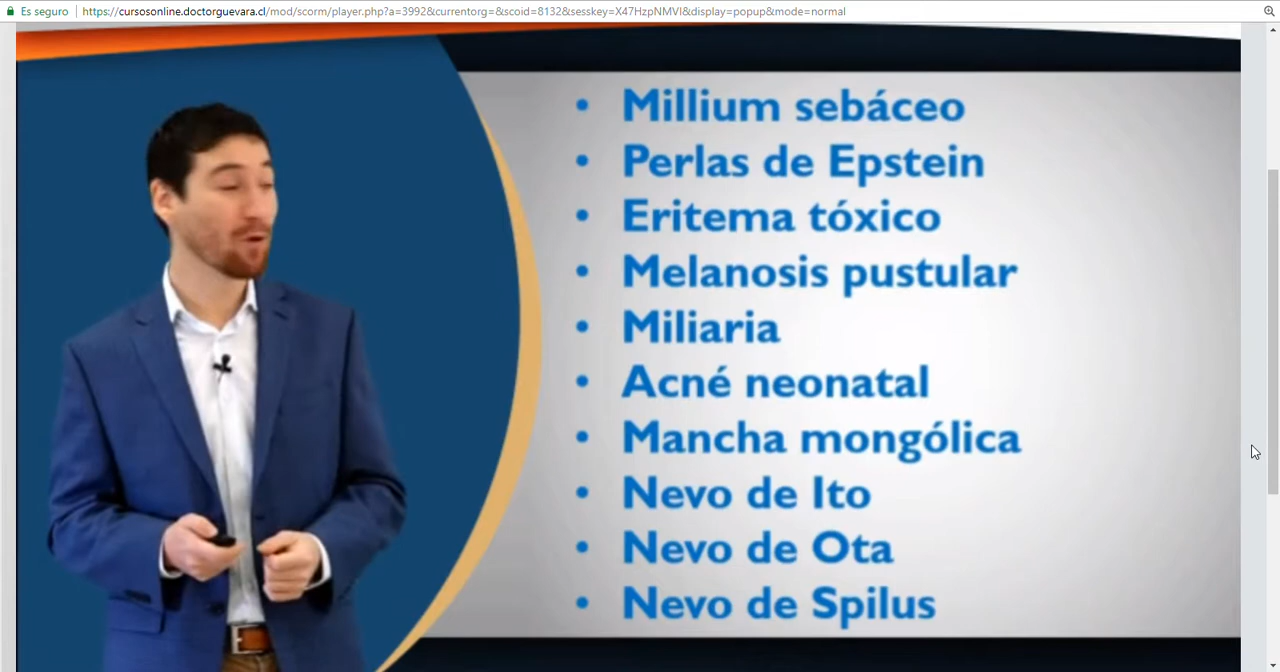 Es seguro | https://cursosonline.doctorguevara.cl/mod/scorm/player.php?a=3992&currentorg=&scoid=8132&sesskey=X47HzpNMVI&display=popup&mode=normal
• Millium sebáceo
• Perlas de Epstein
• Eritema tóxico
• Melanosis pustular
• Miliaria
• Acné neonatal
• Mancha mongólica
• Nevo de Ito
• Nevo de Ota
• Nevo de Spilus